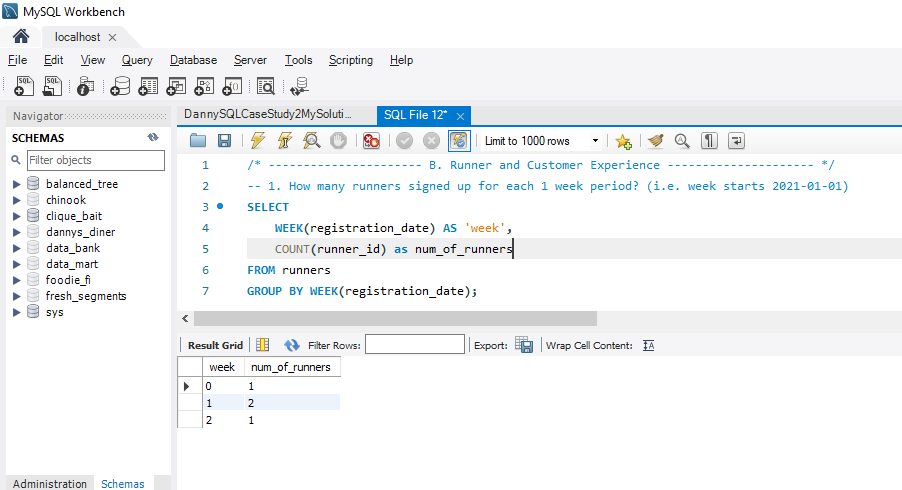 MySQL Workbench
localhost
File Edit View Query Database Server Tools Scripting Help
Navigator
SCHEMAS
Filter objects
balanced_tree
chinook
clique_bait
dannys_diner
data_bank
data_mart
foodie_fi
fresh_segments
sys
Administration Schemas
DannySQLCaseStudy2MySoluti... SQL File 12*
Limit to 1000 rows
1 /* ---------------------- B. Runner and Customer Experience --------------------- */
2 -- 1. How many runners signed up for each 1 week period? (i.e. week starts 2021-01-01)
3 SELECT
4 WEEK(registration_date) AS 'week',
5 COUNT(runner_id) as num_of_runners
6 FROM runners
7 GROUP BY WEEK(registration_date);
Result Grid Filter Rows: Export: Wrap Cell Content:
week num_of_runners
0 1
1 2
2 1